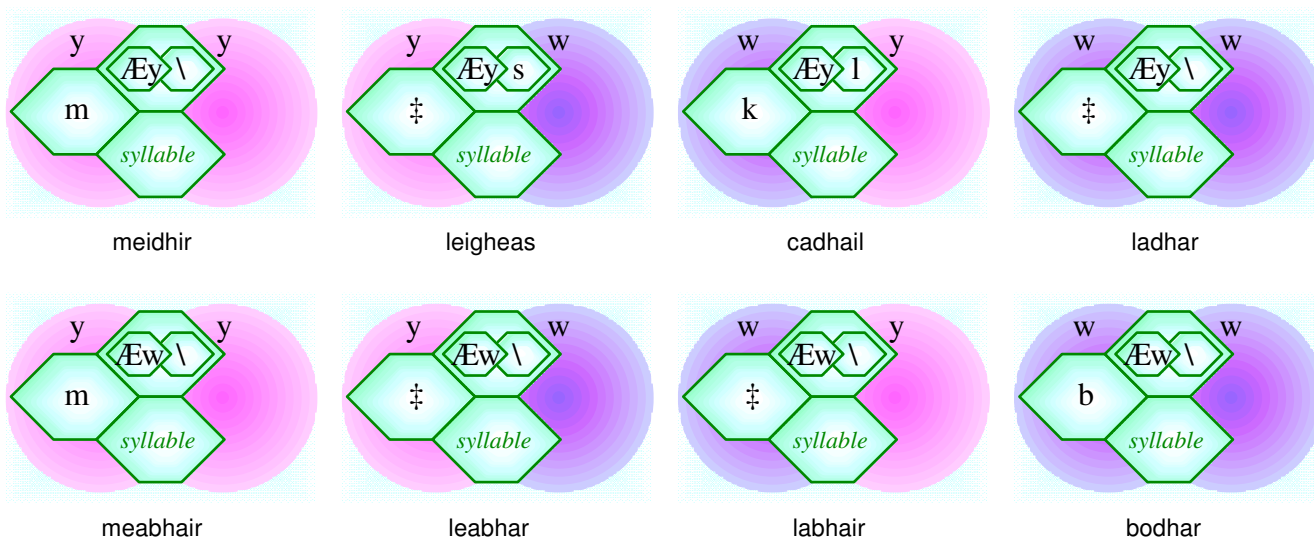 y y y w w y w w
Æy \ Æy s Æy l Æy \
m ‡ k ‡
syllable syllable syllable syllable
meidhir leigheas cadhail ladhar
y y y w w y w w
Æw \ Æw \ Æw \ Æw \
m ‡ ‡ b
syllable syllable syllable syllable
meabhair leabhar labhair bodhar